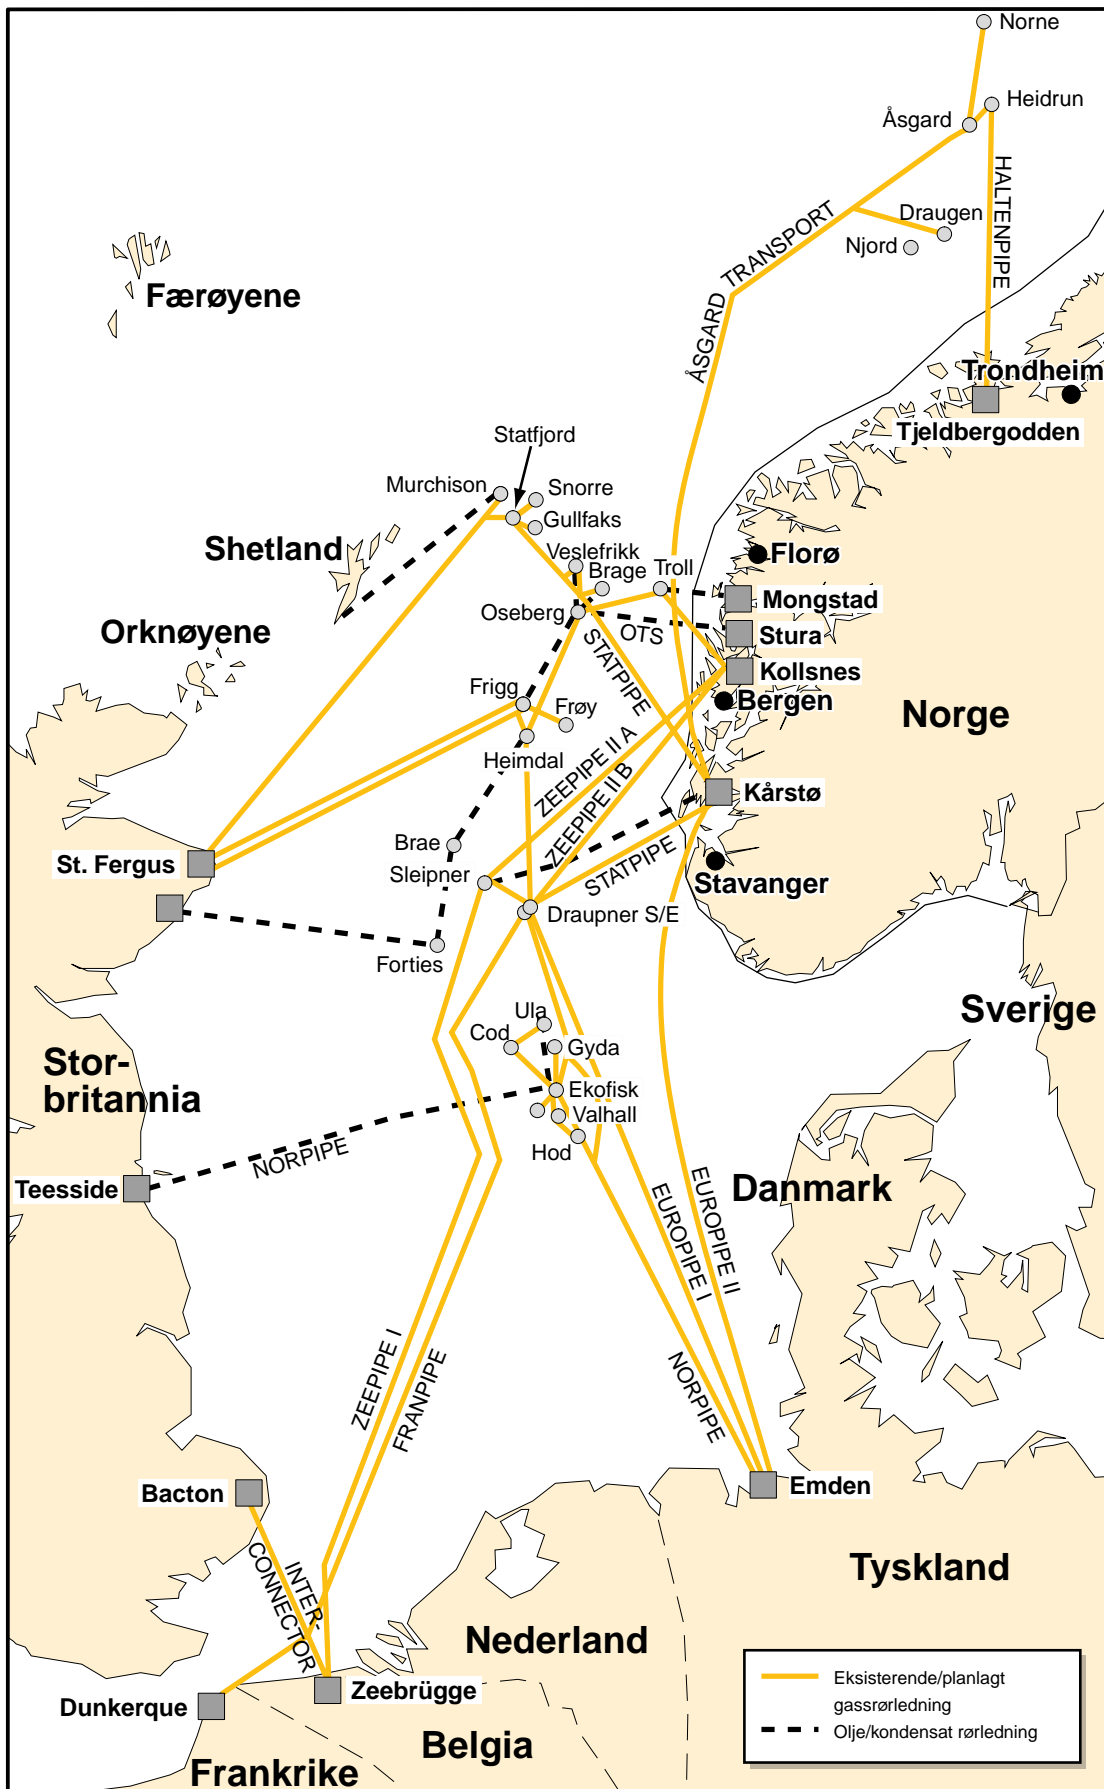 Norne
Heidrun
Åsgard
HALTENPIPE
Draugen
Njord
ÅSGARD TRANSPORT
Færøyene
Trondheim
Tjeldbergodden
Statfjord
Murchison
Snorre
Gullfaks
Shetland
Veslefrikk
Brage
Troll
Florø
Mongstad
Orknøyene
Oseberg
OTS
Stura
STATPIPE
Kollsnes
Frigg
Frøy
Bergen
Norge
Heimdal
ZEEPIPE II A
ZEEPIPE II B
Kårstø
Brae
St. Fergus
Sleipner
STATPIPE
Stavanger
Draupner S/E
Forties
Ula
Sverige
Cod
Gyda
Stor-
britannia
Ekofisk
Valhall
NORPIPE
Hod
Teesside
Danmark
EUROPIPE II
EUROPIPE I
ZEEPIPE I
FRANPIPE
NORPIPE
Bacton
Emden
INTER-
CONNECTOR
Tyskland
Nederland
Zeebrügge
Dunkerque
Belgia
Frankrike
Eksisterende/planlagt
gassrørledning
Olje/kondensat rørledning